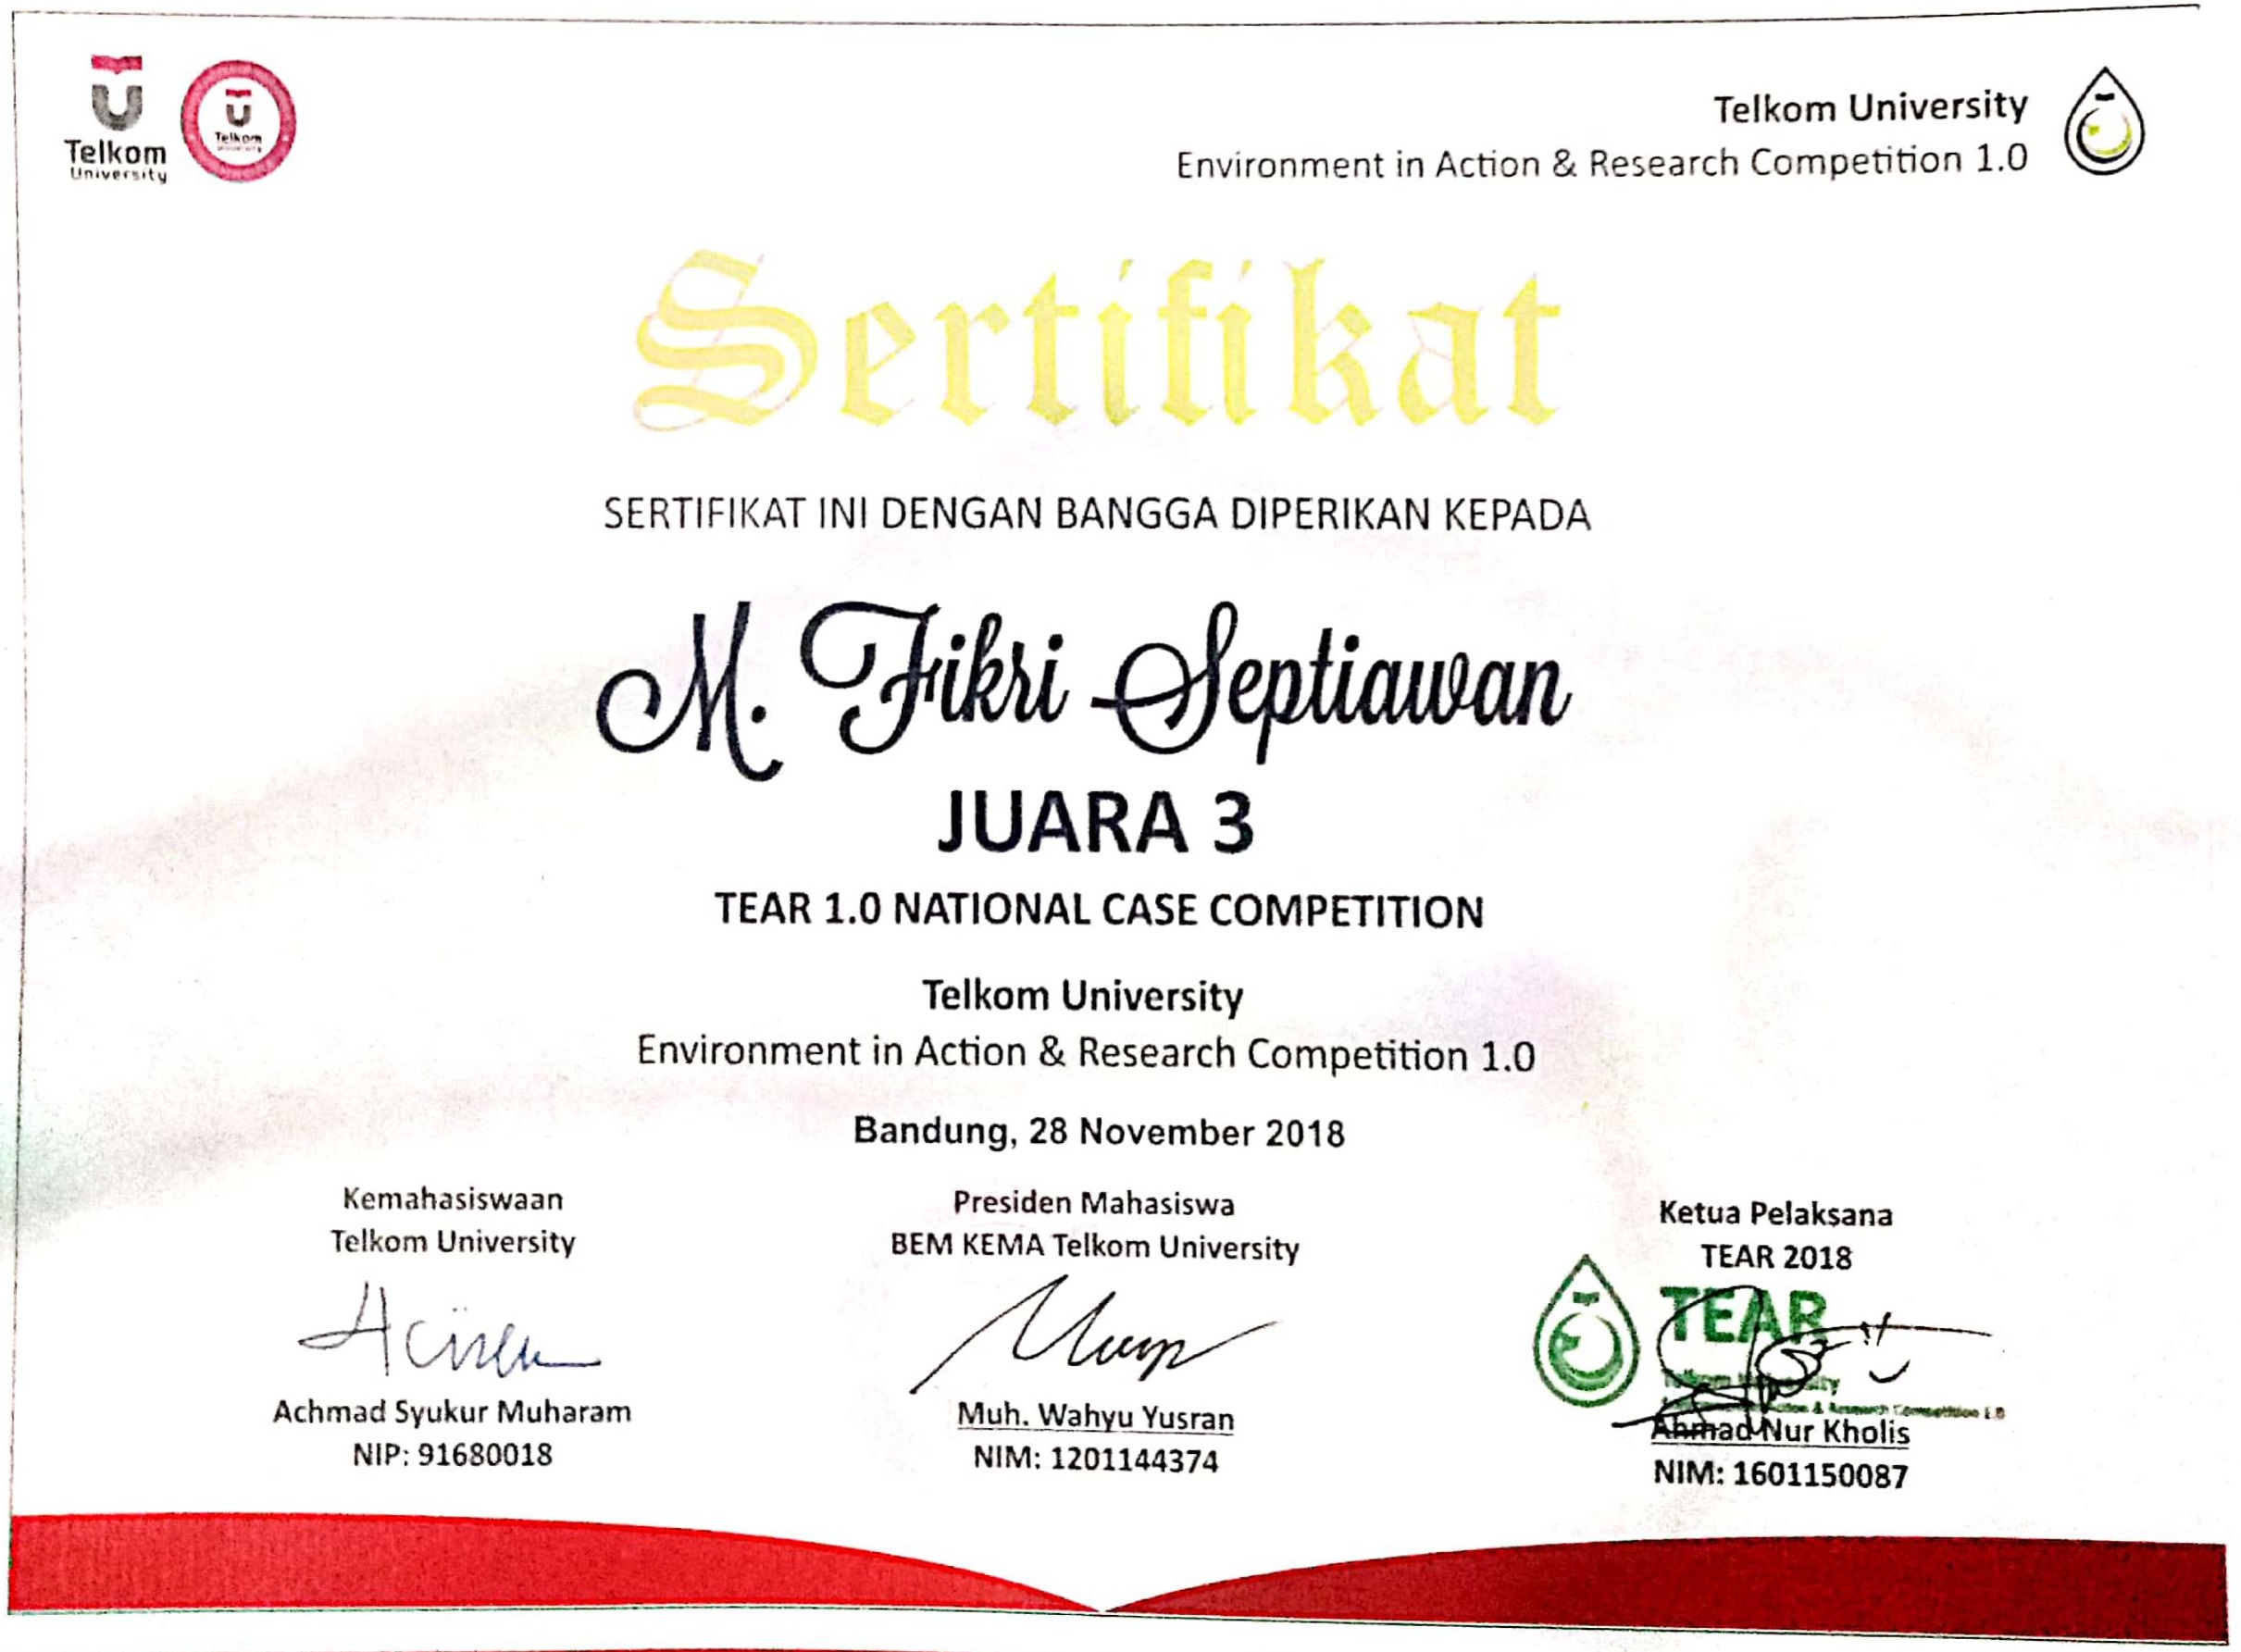 Telkom
University
Telkom
University
Telkom University
Environment in Action & Research Competition 1.0
Sertifikat
SERTIFIKAT INI DENGAN BANGGA DIPERIKAN KEPADA
M. Fikri Septiawan
JUARA 3
TEAR 1.0 NATIONAL CASE COMPETITION
Telkom University
Environment in Action & Research Competition 1.0
Bandung, 28 November 2018
Kemahasiswaan
Telkom University
Achmad Syukur Muharam
NIP: 91680018
Presiden Mahasiswa
BEM KEMA Telkom University
Muh. Wahyu Yusran
NIM: 1201144374
Ketua Pelaksana
TEAR 2018
TEAR
& Research Competition 1.0
Ahmad Nur Kholis
NIM: 1601150087